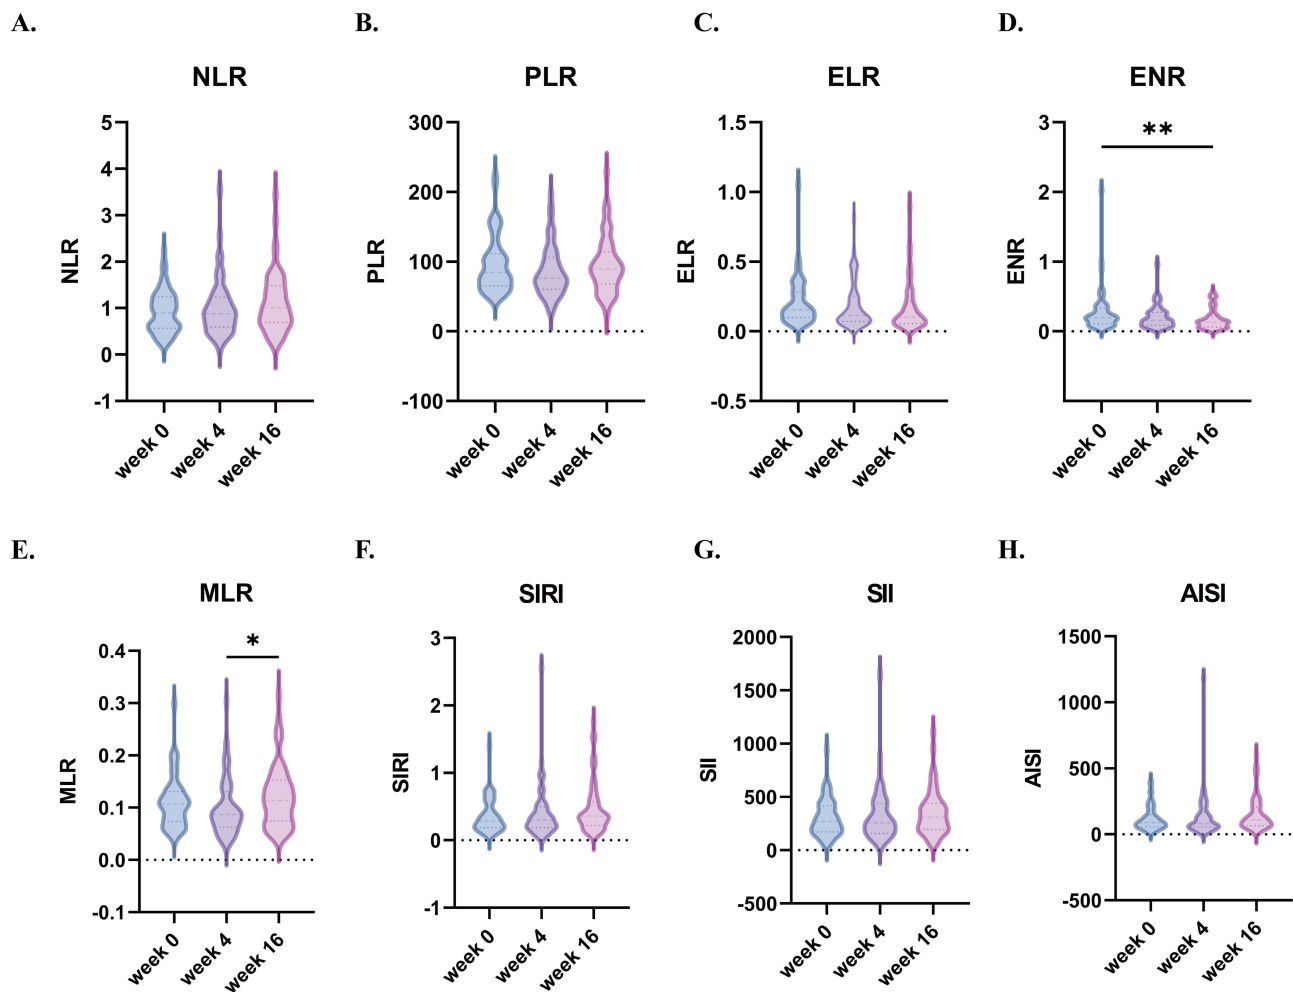 A.
B.
C.
D.
NLR
PLR
ELR
ENR
5
4
3
2
1
0
-1
NLR
week 0
week 4
week 16
300
200
100
0
-100
PLR
week 0
week 4
week 16
1.5
1.0
0.5
0.0
-0.5
ELR
week 0
week 4
week 16
**
3
2
1
0
ENR
week 0
week 4
week 16
E.
F.
G.
H.
MLR
SIRI
SII
AISI
*
0.4
0.3
0.2
0.1
0.0
-0.1
MLR
week 0
week 4
week 16
3
2
1
0
-1
SIRI
week 0
week 4
week 16
2000
1500
1000
500
0
-500
SII
week 0
week 4
week 16
1500
1000
500
0
-500
AISI
week 0
week 4
week 16